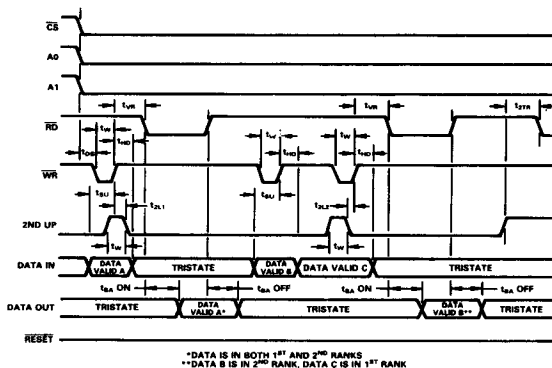 CS
A0
A1
tVR tVR t2TR
RD
tW tHD tW tHD tW tHD
tDS
WR
tSU t2L1 tSU t2L2
2ND UP
tW tW
DATA IN DATA VALID A TRISTATE DATA VALID B DATA VALID C TRISTATE
tBA ON tBA OFF tBA ON tBA OFF
DATA OUT TRISTATE DATA VALID A* TRISTATE DATA VALID B** TRISTATE
RESET
*DATA IS IN BOTH 1ST AND 2ND RANKS
**DATA B IS IN 2ND RANK, DATA C IS IN 1ST RANK